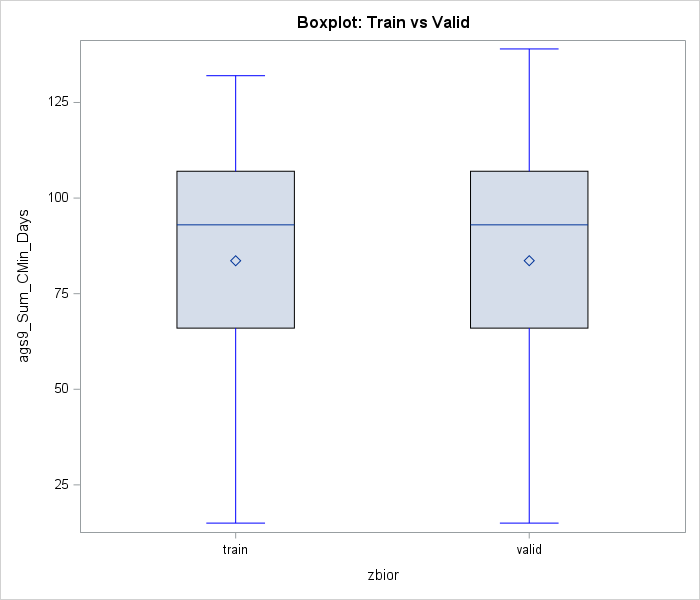 Boxplot: Train vs Valid
ags9_Sum_CMin_Days
125
100
75
50
25
train
valid
zbior